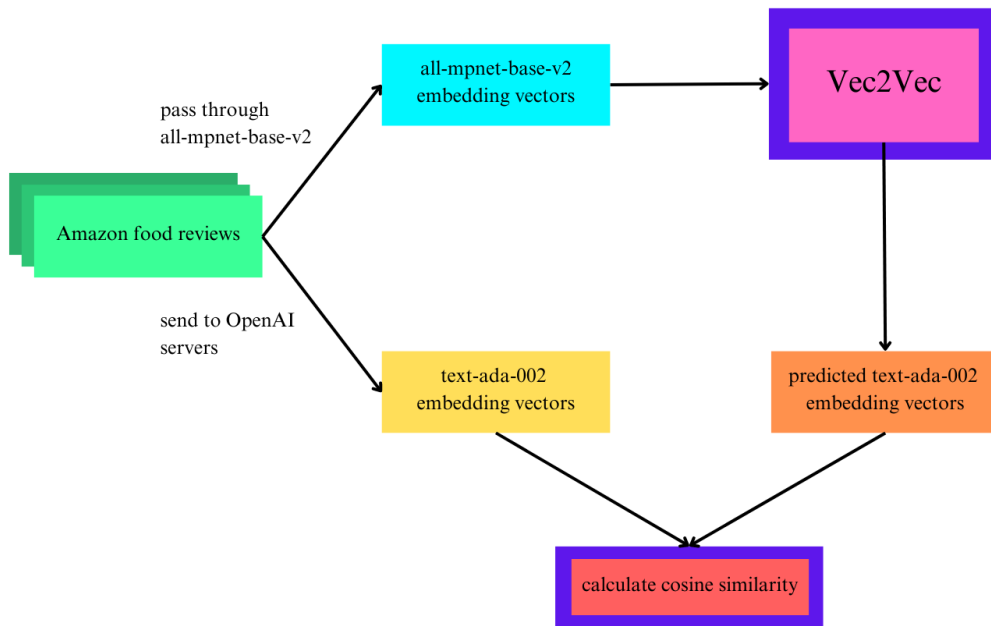 all-mpnet-base-v2
embedding vectors
Vec2Vec
pass through
all-mpnet-base-v2
Amazon food reviews
send to OpenAI
servers
text-ada-002
embedding vectors
predicted text-ada-002
embedding vectors
calculate cosine similarity